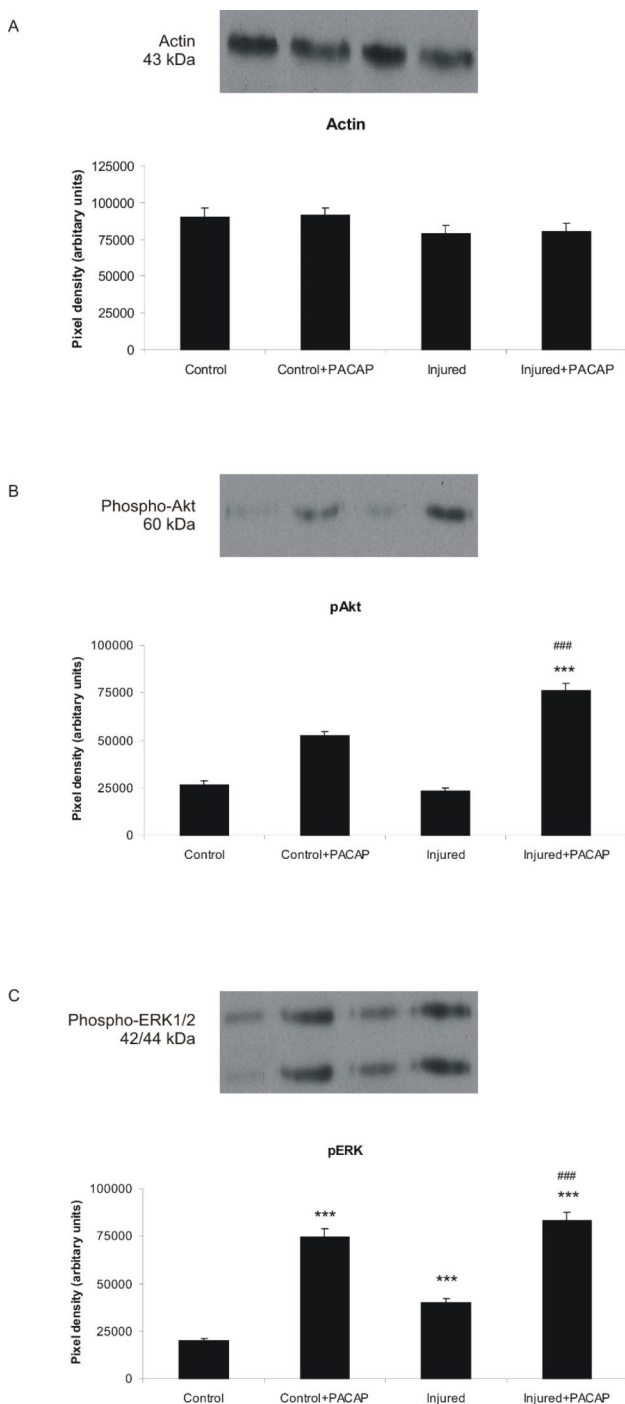 A
Actin
43 kDa
Actin
Pixel density (arbitary units)
125000
100000
75000
50000
25000
0
Control Control+PACAP Injured Injured+PACAP
B
Phospho-Akt
60 kDa
pAkt
Pixel density (arbitary units)
100000
75000
50000
25000
0
###
***
Control Control+PACAP Injured Injured+PACAP
C
Phospho-ERK1/2
42/44 kDa
pERK
Pixel density (arbitary units)
100000
75000
50000
25000
0
***
***
###
***
Control Control+PACAP Injured Injured+PACAP